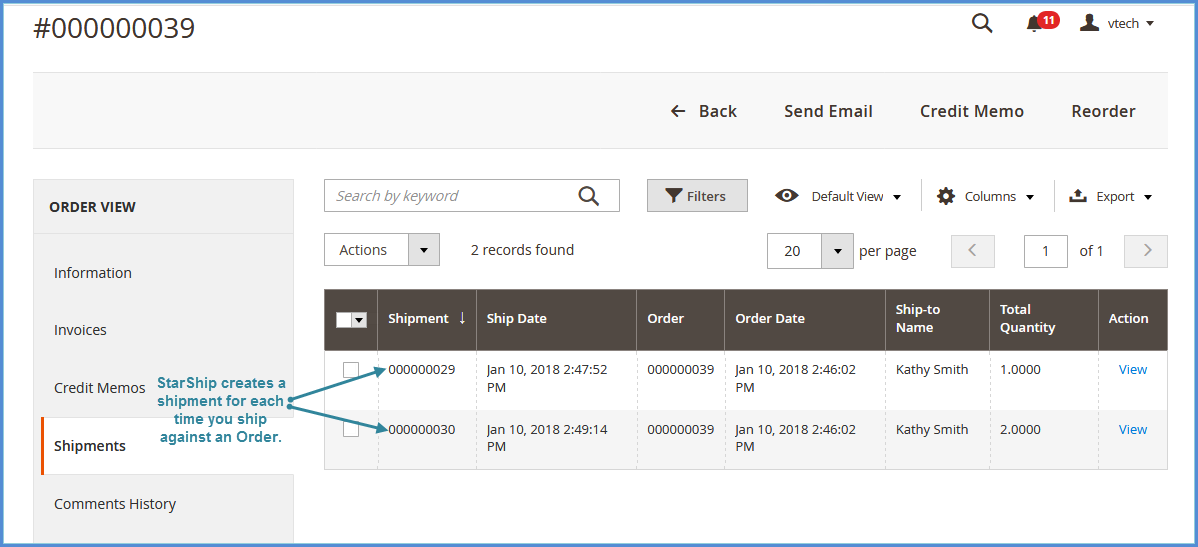 #000000039
11
vtech
Back
Send Email
Credit Memo
Reorder
ORDER VIEW
Information
Invoices
Credit Memos
Shipments
Comments History
StarShip creates a
shipment for each
time you ship
against an Order.
Search by keyword
Filters
Default View
Columns
Export
Actions
2 records found
20
per page
1
of 1
Shipment ↓ Ship Date Order Order Date Ship-to Name Total Quantity Action
000000029 Jan 10, 2018 2:47:52 PM 000000039 Jan 10, 2018 2:46:02 PM Kathy Smith 1.0000 View
000000030 Jan 10, 2018 2:49:14 PM 000000039 Jan 10, 2018 2:46:02 PM Kathy Smith 2.0000 View